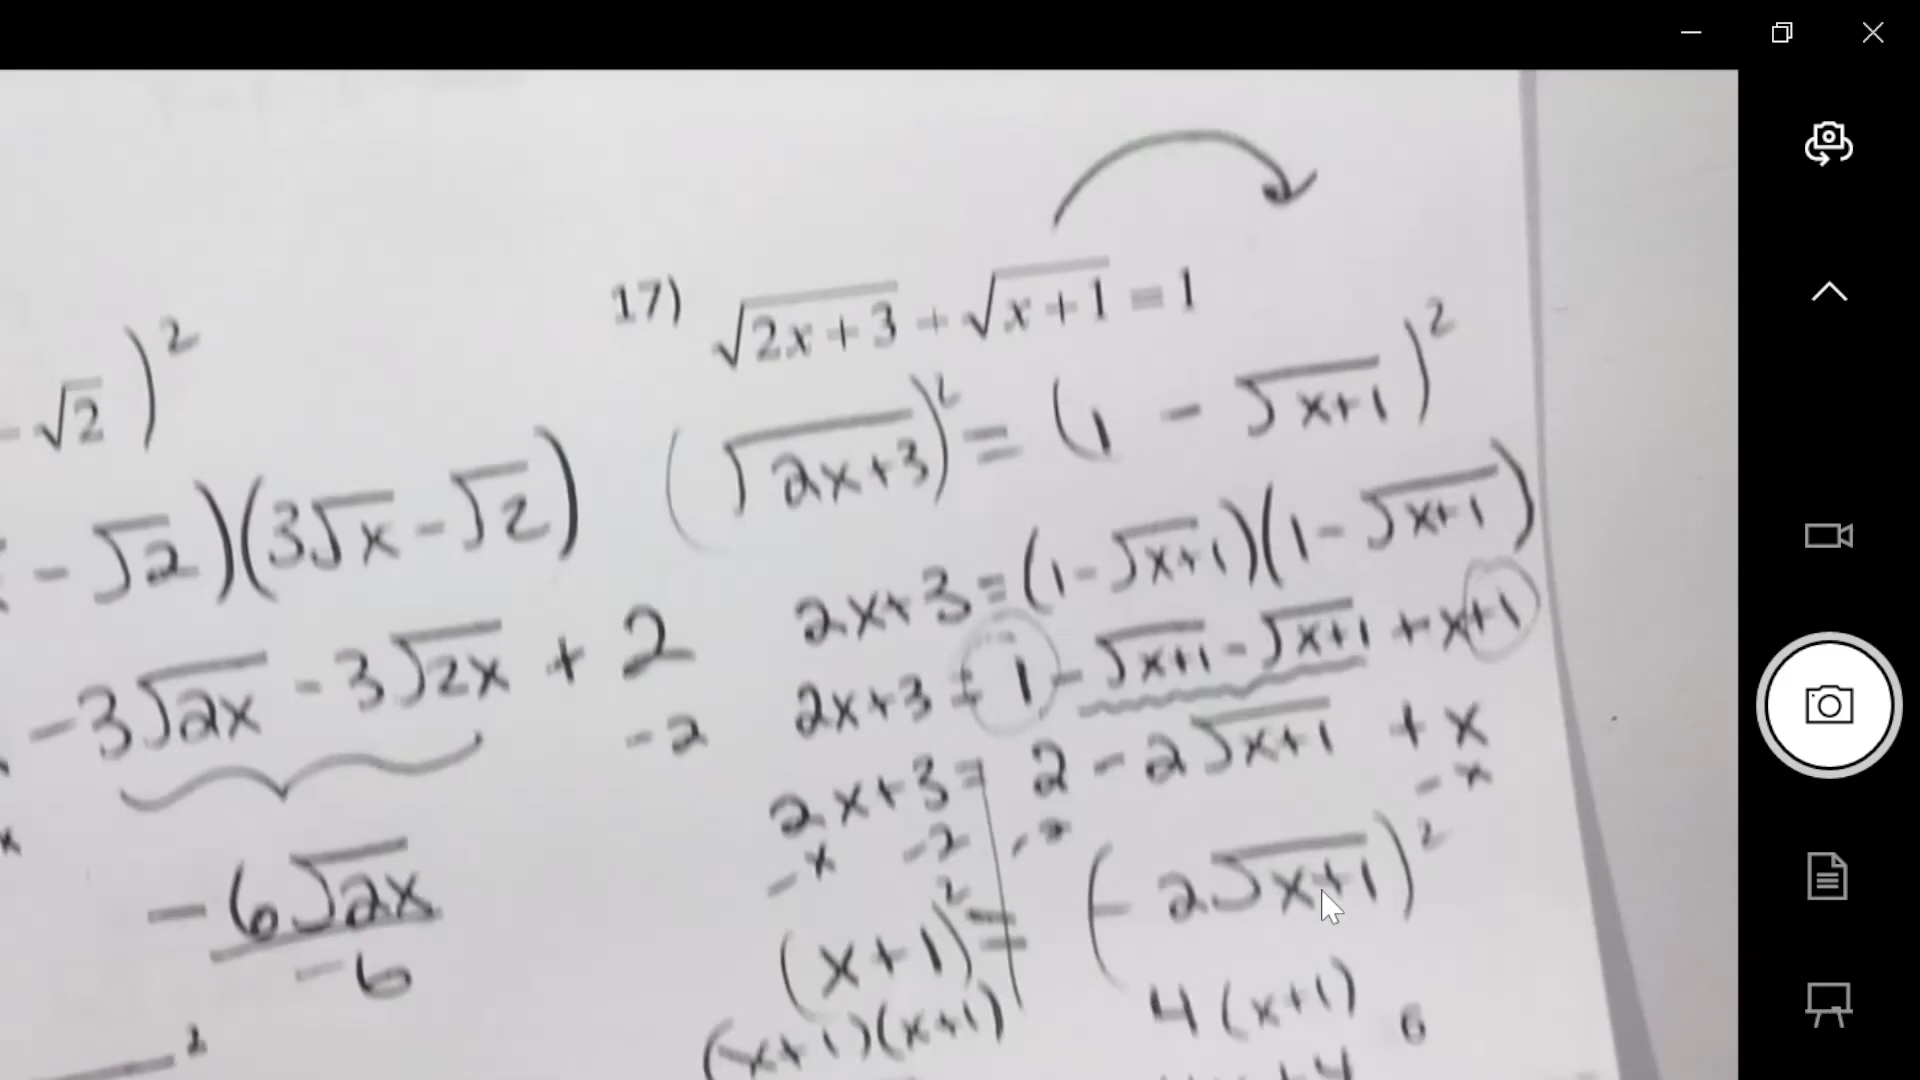 - √2 )²
- √2 )(3√x - √2 )
-3√2x - 3√2x + 2
-2
-6√2x
-6
x
2
17) √2x + 3 + √x + 1 = 1
(√2x+3)² = (1 - √x+1)²
2x+3 = (1-√x+1)(1-√x+1)
2x+3 = 1 - √x+1 - √x+1 + x+1
2x+3 = 2 - 2√x+1 + x
-x -2 -2 -x
(x+1)² = (-2√x+1)²
(x+1)(x+1) 4(x+1)
6